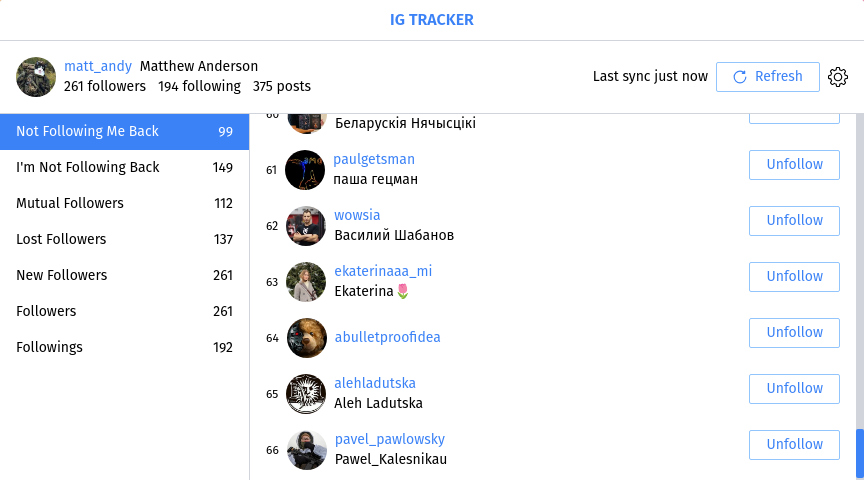 IG TRACKER
matt_andy Matthew Anderson
261 followers 194 following 375 posts
Last sync just now
Refresh
Not Following Me Back 99
I'm Not Following Back 149
Mutual Followers 112
Lost Followers 137
New Followers 261
Followers 261
Followings 192
60
Беларускія Нячысцікі
61 paulgetsman
паша гецман
Unfollow
62 wowsia
Василий Шабанов
Unfollow
63 ekaterinaaa_mi
Ekaterina🌷
Unfollow
64 abulletproofidea
Unfollow
65 alehladutska
Aleh Ladutska
Unfollow
66 pavel_pawlowsky
Pawel_Kalesnikau
Unfollow